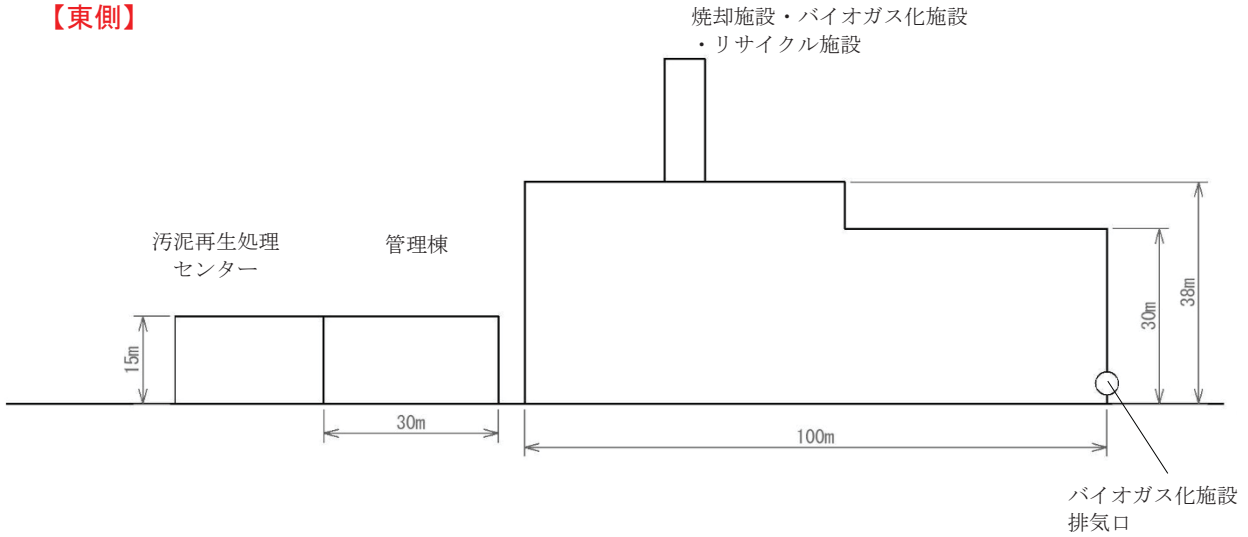 【東側】
焼却施設・バイオガス化施設
・リサイクル施設
汚泥再生処理
センター
管理棟
15m
30m
100m
30m
38m
バイオガス化施設
排気口